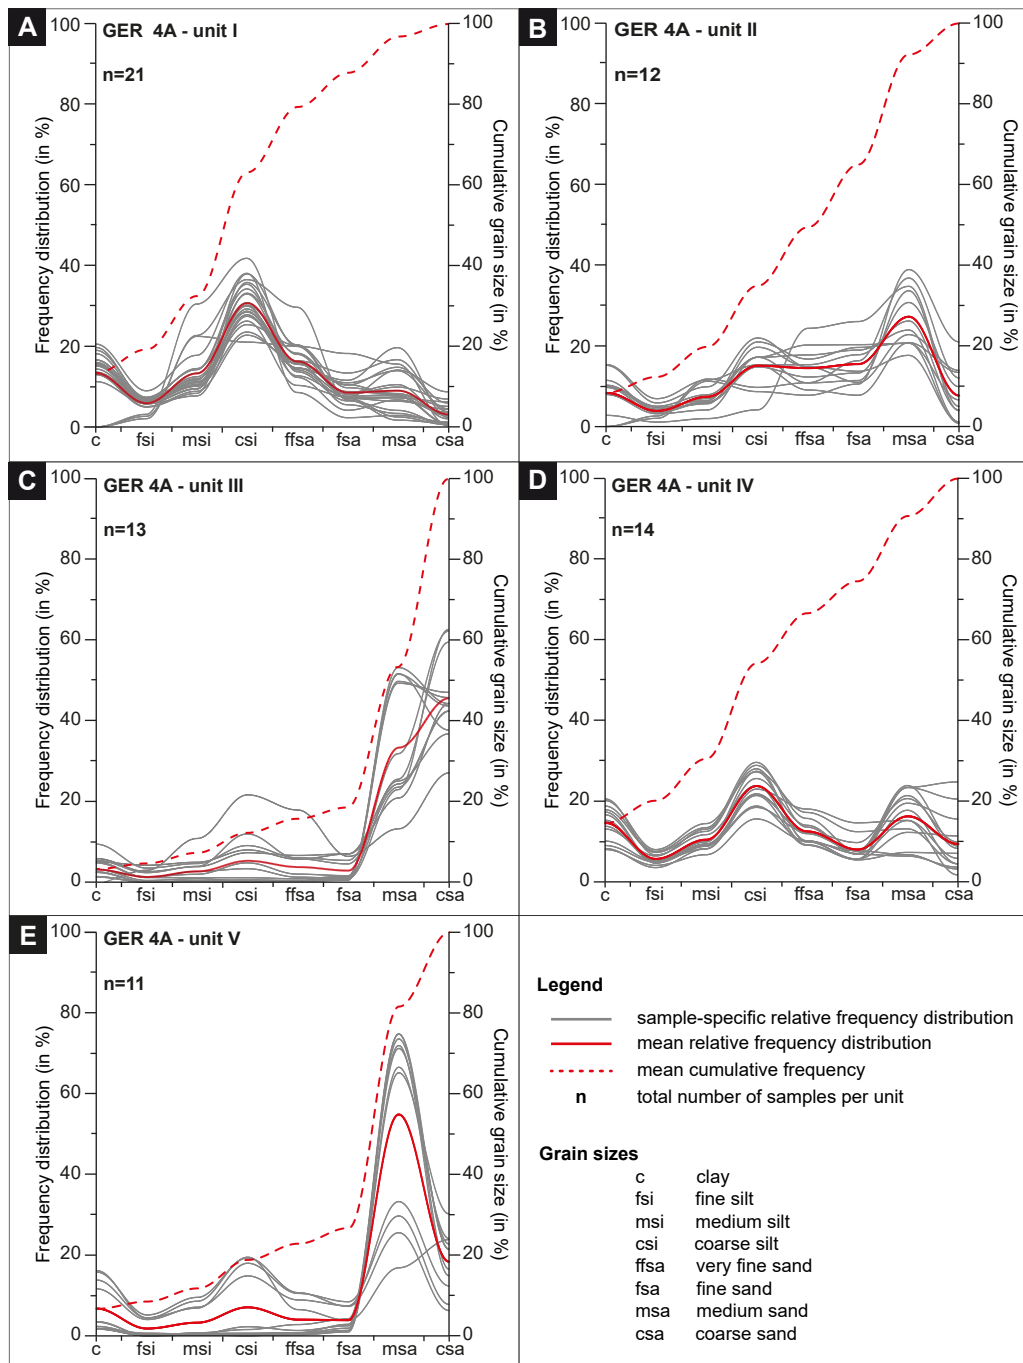 A
GER 4A - unit I
n=21
Frequency distribution (in %)
Cumulative grain size (in %)
100
80
60
40
20
0
100
80
60
40
20
0
c fsi msi csi ffsa fsa msa csa
B
GER 4A - unit II
n=12
Frequency distribution (in %)
Cumulative grain size (in %)
100
80
60
40
20
0
100
80
60
40
20
0
c fsi msi csi ffsa fsa msa csa
C
GER 4A - unit III
n=13
Frequency distribution (in %)
Cumulative grain size (in %)
100
80
60
40
20
0
100
80
60
40
20
0
c fsi msi csi ffsa fsa msa csa
D
GER 4A - unit IV
n=14
Frequency distribution (in %)
Cumulative grain size (in %)
100
80
60
40
20
0
100
80
60
40
20
0
c fsi msi csi ffsa fsa msa csa
E
GER 4A - unit V
n=11
Frequency distribution (in %)
Cumulative grain size (in %)
100
80
60
40
20
0
100
80
60
40
20
0
c fsi msi csi ffsa fsa msa csa
Legend
sample-specific relative frequency distribution
mean relative frequency distribution
mean cumulative frequency
n total number of samples per unit
Grain sizes
c clay
fsi fine silt
msi medium silt
csi coarse silt
ffsa very fine sand
fsa fine sand
msa medium sand
csa coarse sand